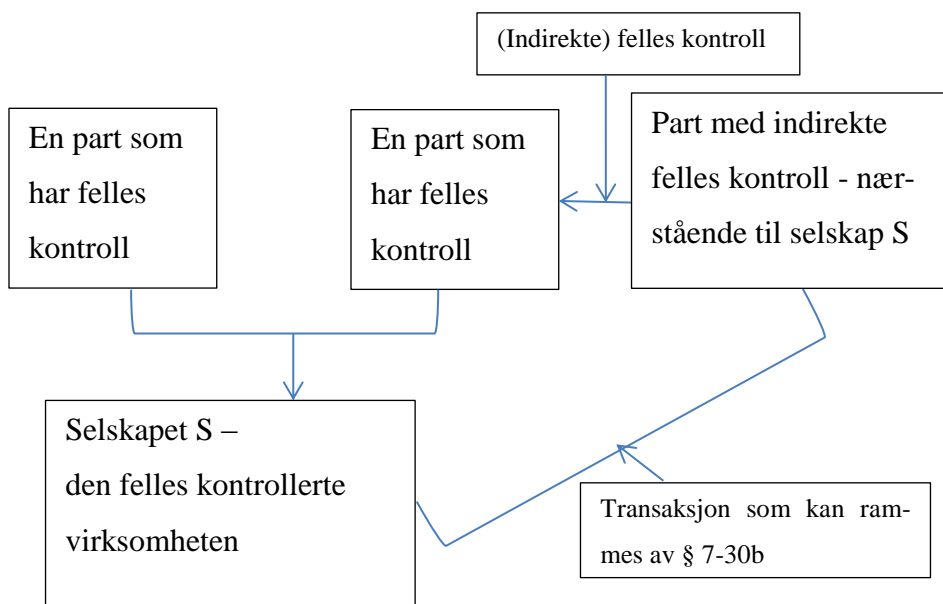 (Indirekte) felles kontroll
En part som
har felles
kontroll
En part som
har felles
kontroll
Part med indirekte
felles kontroll - nær-
stående til selskap S
Selskapet S –
den felles kontrollerte
virksomheten
Transaksjon som kan ram-
mes av § 7-30b